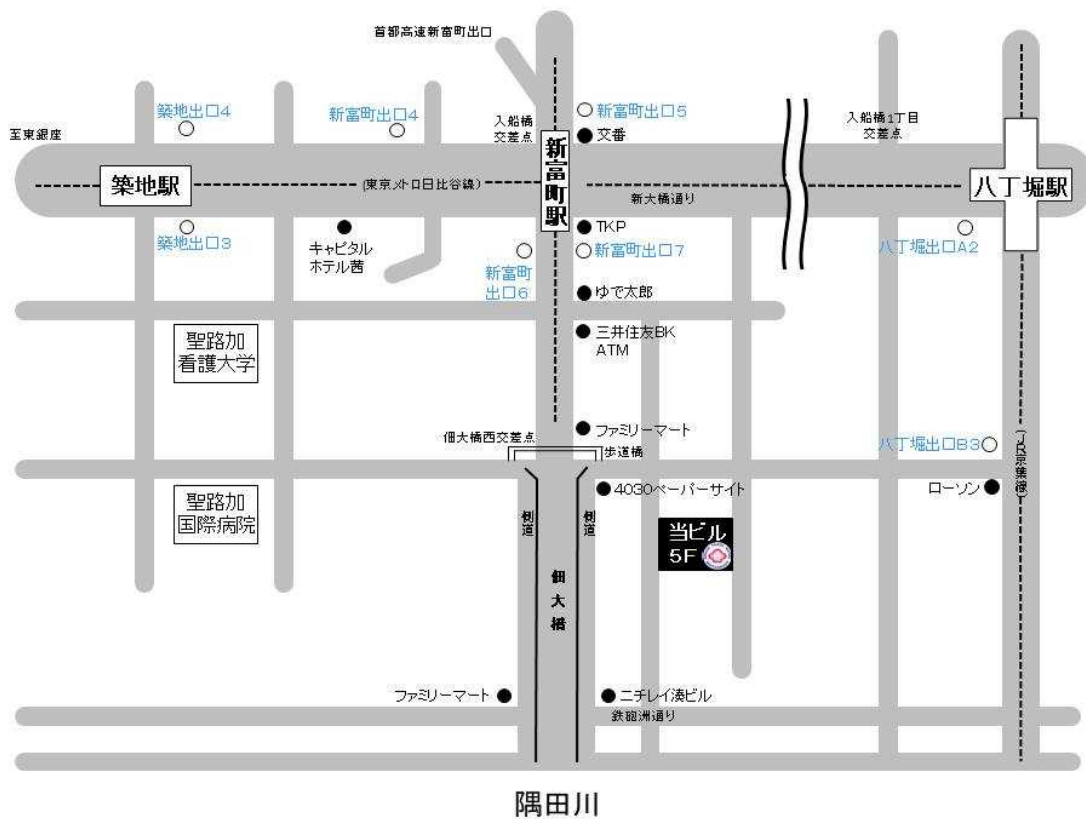 首都高速新富町出口
築地出口4
新富町出口4
入船橋
交差点
新富町出口5
交番
入船橋1丁目
交差点
至東銀座
築地駅
(東京メトロ日比谷線)
新富町駅
新大橋通り
八丁堀駅
築地出口3
キャピタル
ホテル茜
新富町
出口6
TKP
新富町出口7
八丁堀出口A2
ゆで太郎
聖路加
看護大学
三井住友BK
ATM
佃大橋西交差点
ファミリーマート
歩道橋
八丁堀出口B3
(JR京葉線)
聖路加
国際病院
側道
側道
4030ペーパーサイト
ローソン
当ビル
5F
佃大橋
ファミリーマート
ニチレイ湊ビル
鉄砲洲通り
隅田川